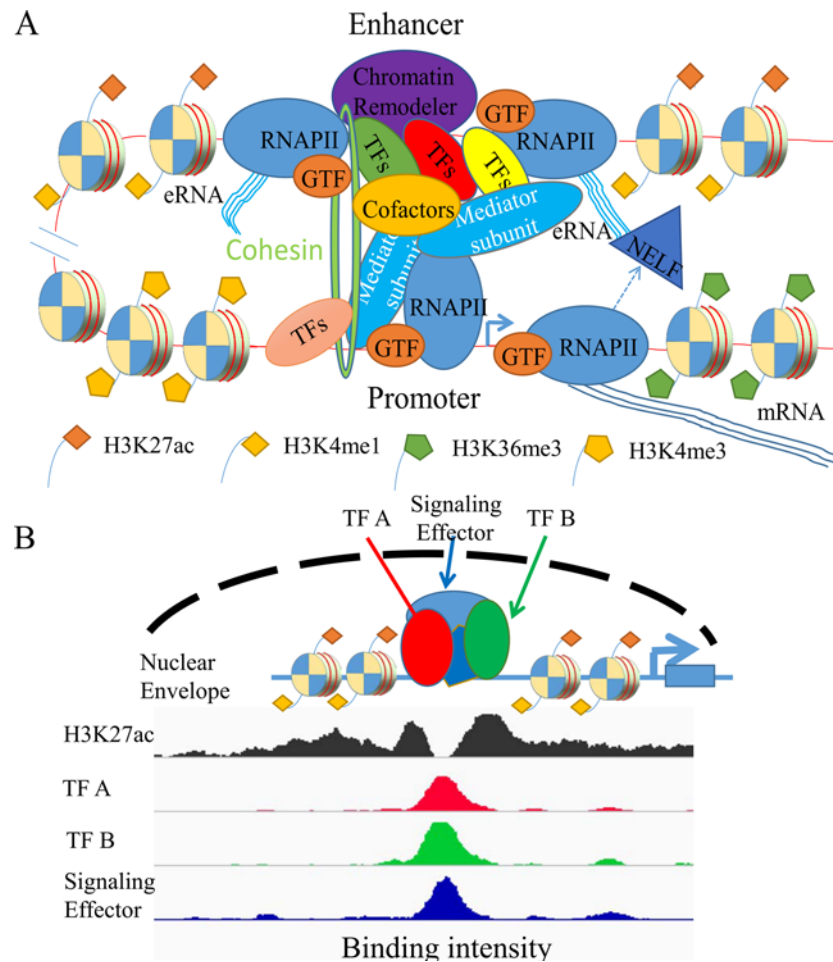 A
Enhancer
Chromatin
Remodeler
RNAPII
GTF
TFs
TFs
TFs
GTF
RNAPII
eRNA
Cofactors
Mediator
subunit
eRNA
Cohesin
Mediator
subunit
NELF
RNAPII
TFs
GTF
GTF
RNAPII
Promoter
mRNA
H3K27ac
H3K4me1
H3K36me3
H3K4me3
B
TF A
Signaling
Effector
TF B
Nuclear
Envelope
H3K27ac
TF A
TF B
Signaling
Effector
Binding intensity